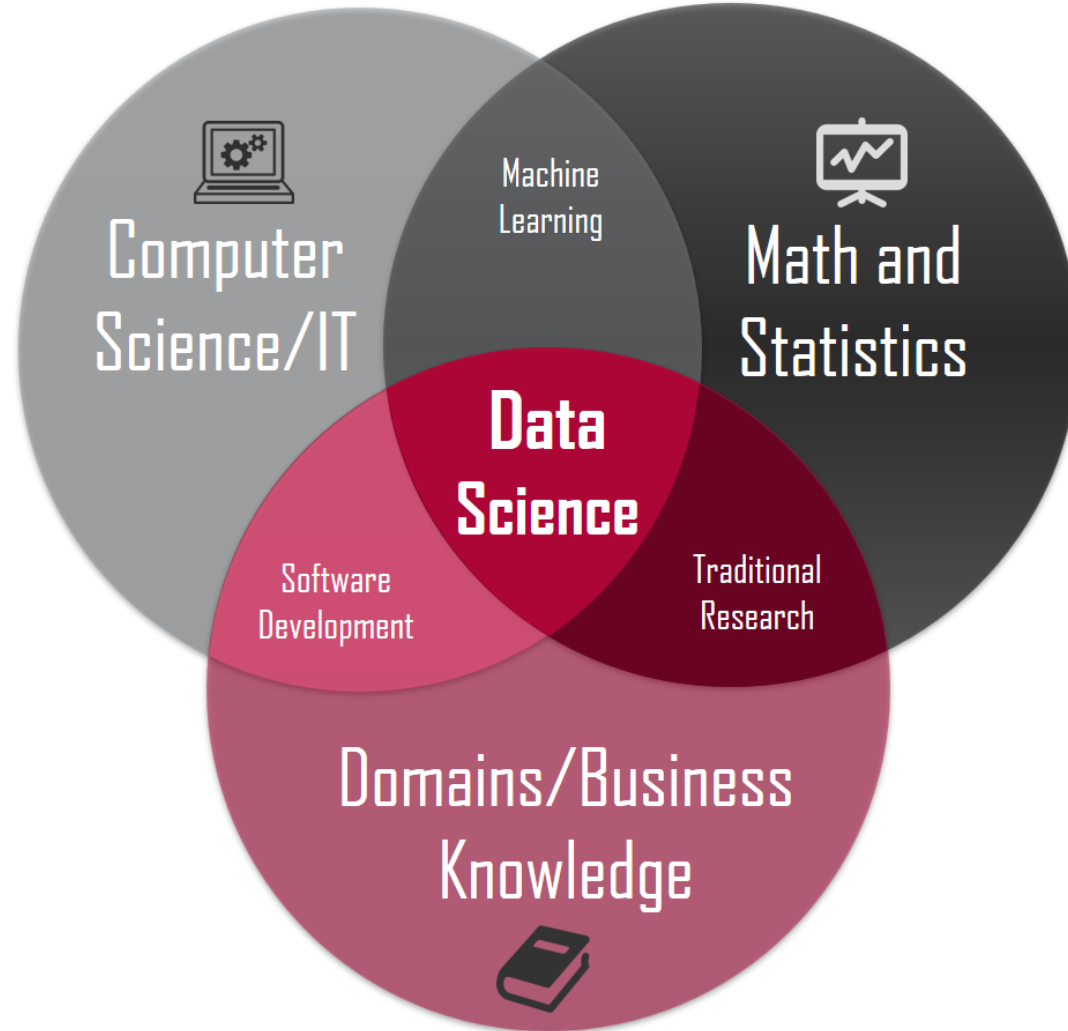 Computer
Science/IT
Machine
Learning
Math and
Statistics
Data
Science
Software
Development
Traditional
Research
Domains/Business
Knowledge